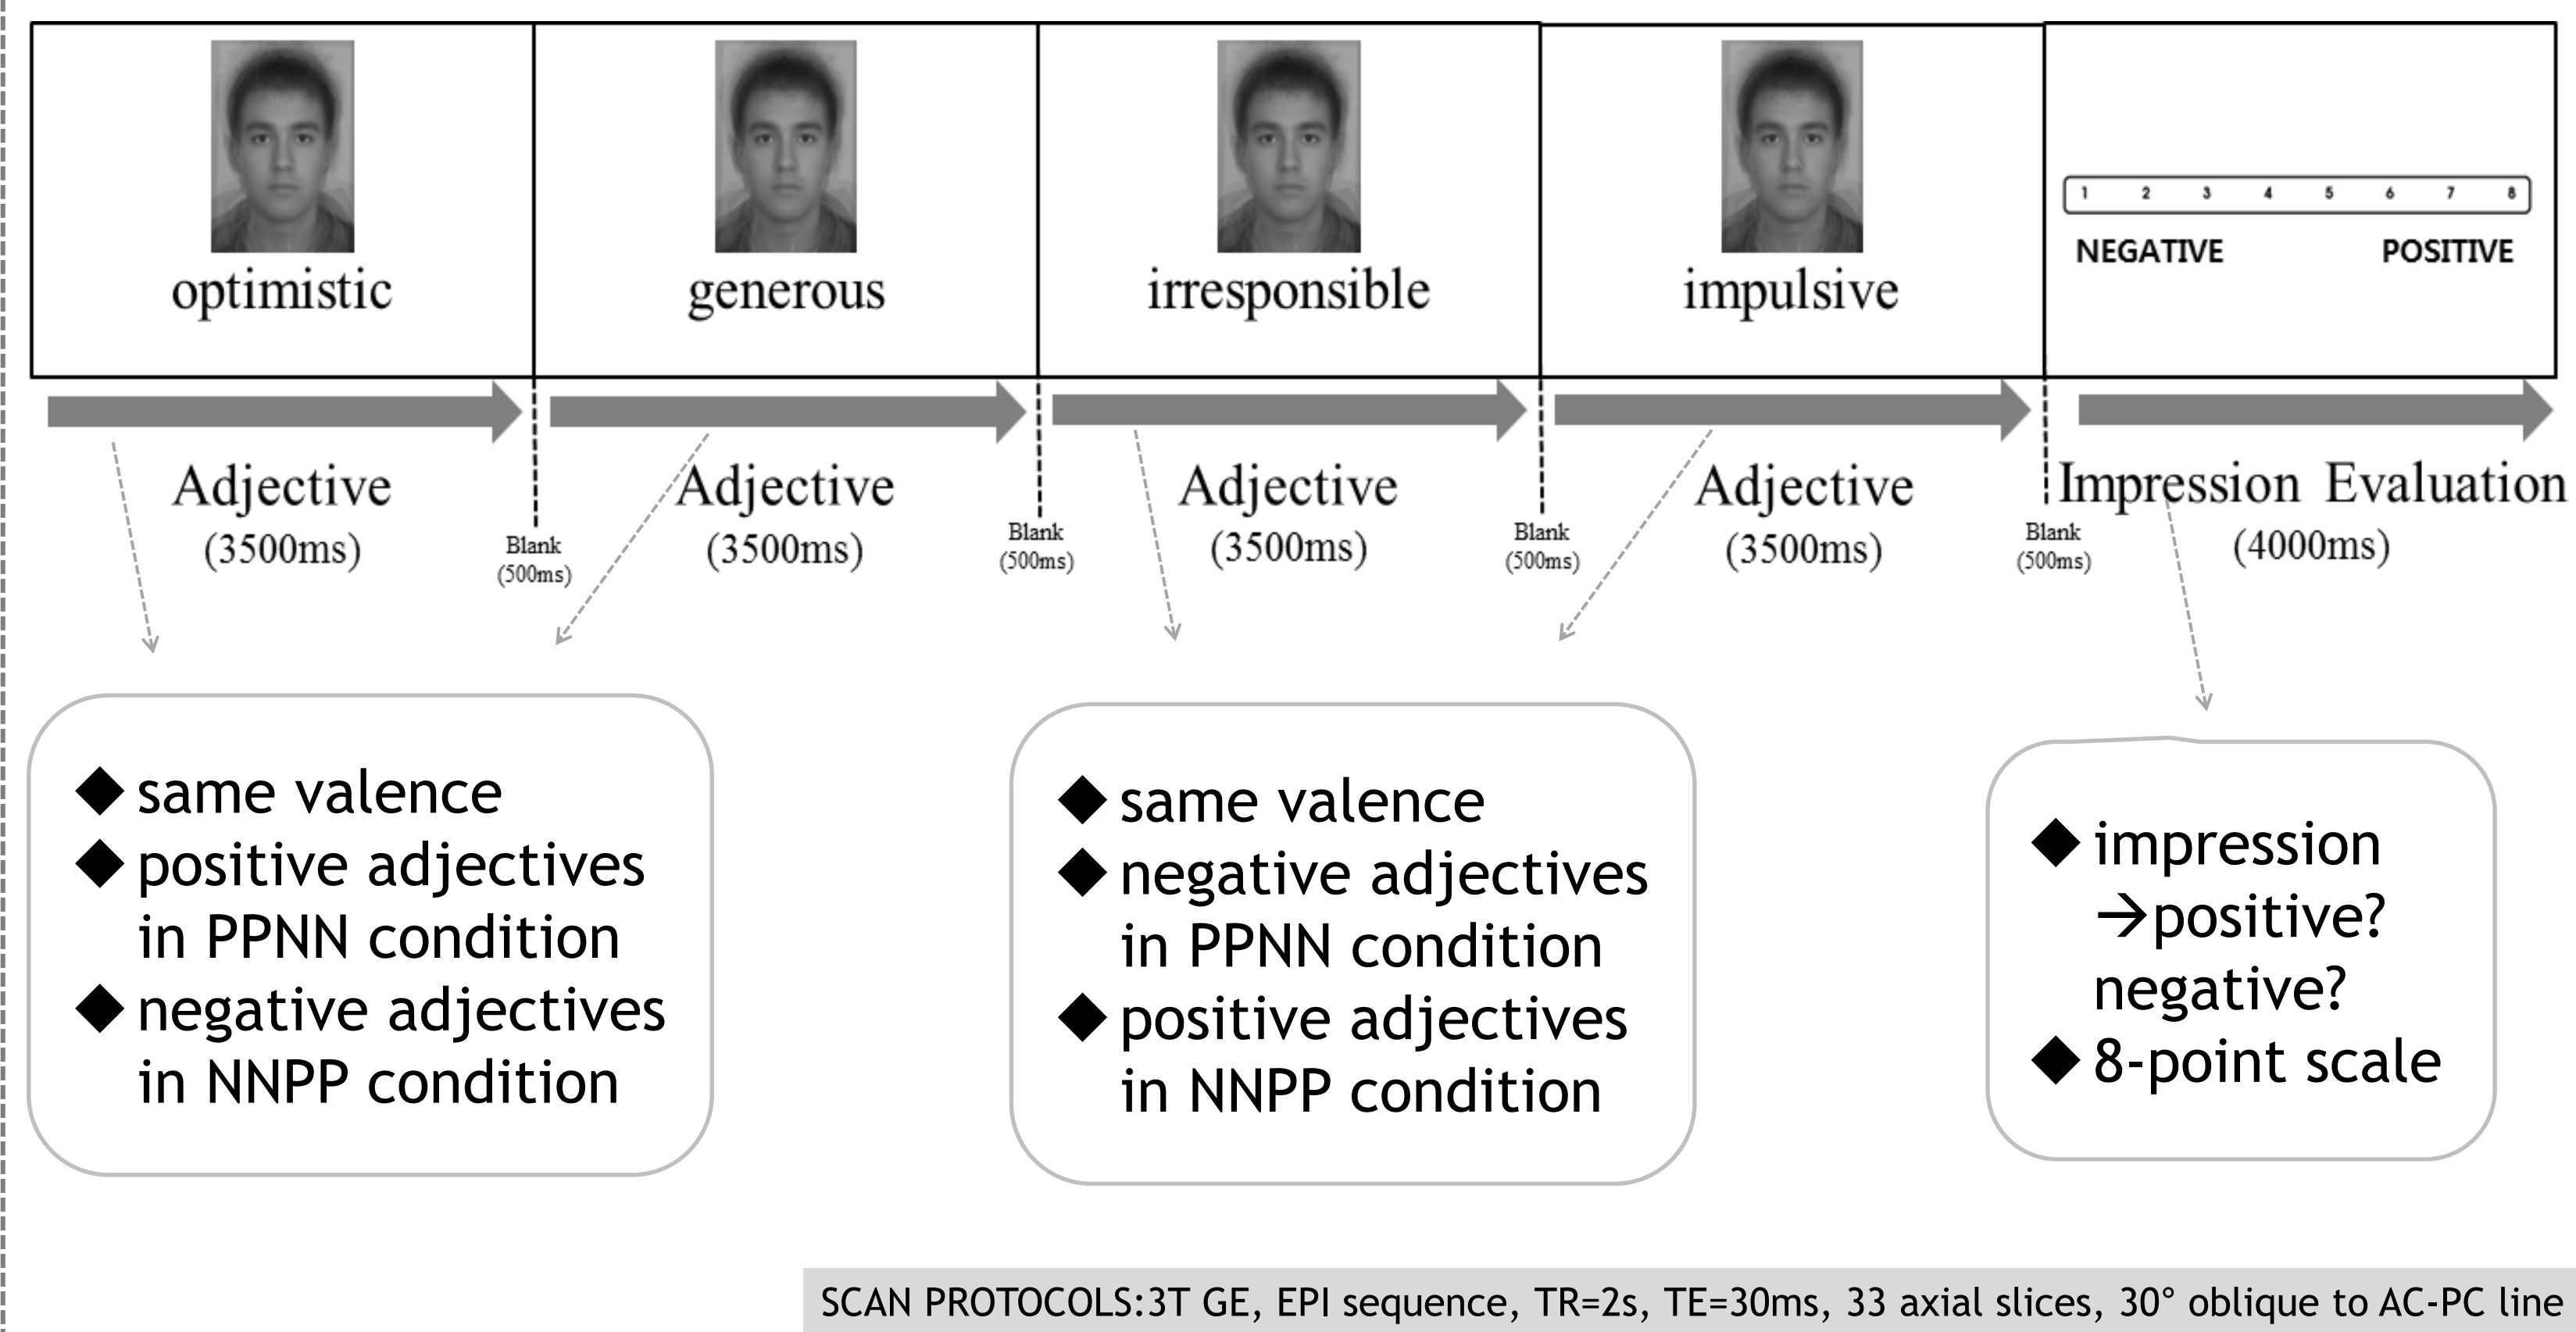 optimistic
generous
irresponsible
impulsive
1 2 3 4 5 6 7 8
NEGATIVE POSITIVE
Adjective
(3500ms)
Blank
(500ms)
Adjective
(3500ms)
Blank
(500ms)
Adjective
(3500ms)
Blank
(500ms)
Adjective
(3500ms)
Blank
(500ms)
Impression Evaluation
(4000ms)
◆ same valence
◆ positive adjectives
in PPNN condition
◆ negative adjectives
in NNPP condition
◆ same valence
◆ negative adjectives
in PPNN condition
◆ positive adjectives
in NNPP condition
◆ impression
→positive?
negative?
◆ 8-point scale
SCAN PROTOCOLS:3T GE, EPI sequence, TR=2s, TE=30ms, 33 axial slices, 30° oblique to AC-PC line